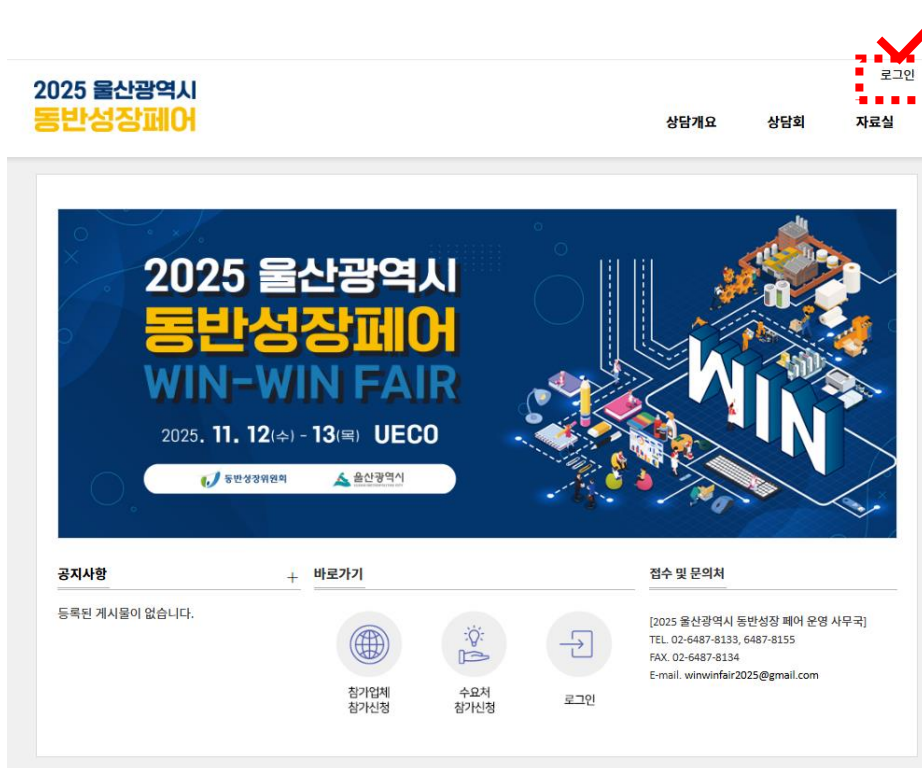 로그인
2025 울산광역시
동반성장페어
상담개요 상담회 자료실
2025 울산광역시
동반성장페어
WIN-WIN FAIR
2025. 11. 12(수) - 13(목) UECO
동반성장위원회 울산광역시
WIN
공지사항 +
등록된 게시물이 없습니다.
바로가기
참가업체
참가신청
수요처
참가신청
로그인
접수 및 문의처
[2025 울산광역시 동반성장 페어 운영 사무국]
TEL. 02-6487-8133, 6487-8155
FAX. 02-6487-8134
E-mail. winwinfair2025@gmail.com